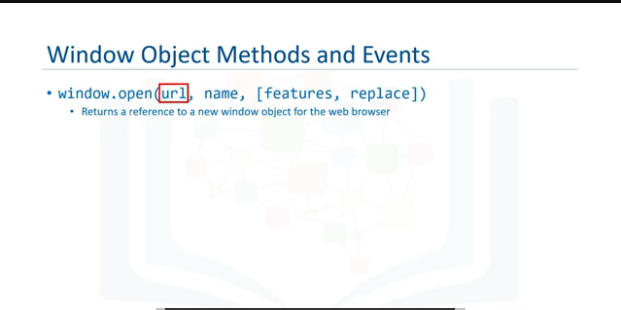 Window Object Methods and Events
• window.open(url, name, [features, replace])
• Returns a reference to a new window object for the web browser